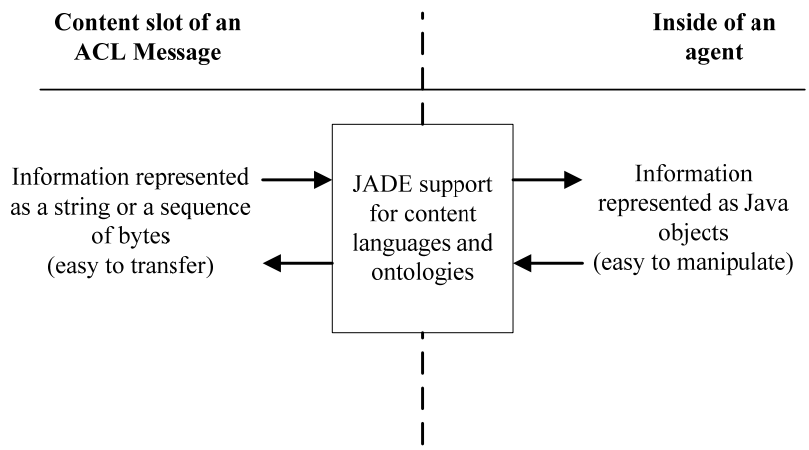 Content slot of an
ACL Message
Inside of an
agent
Information represented
as a string or a sequence
of bytes
(easy to transfer)
JADE support
for content
languages and
ontologies
Information
represented as Java
objects
(easy to manipulate)